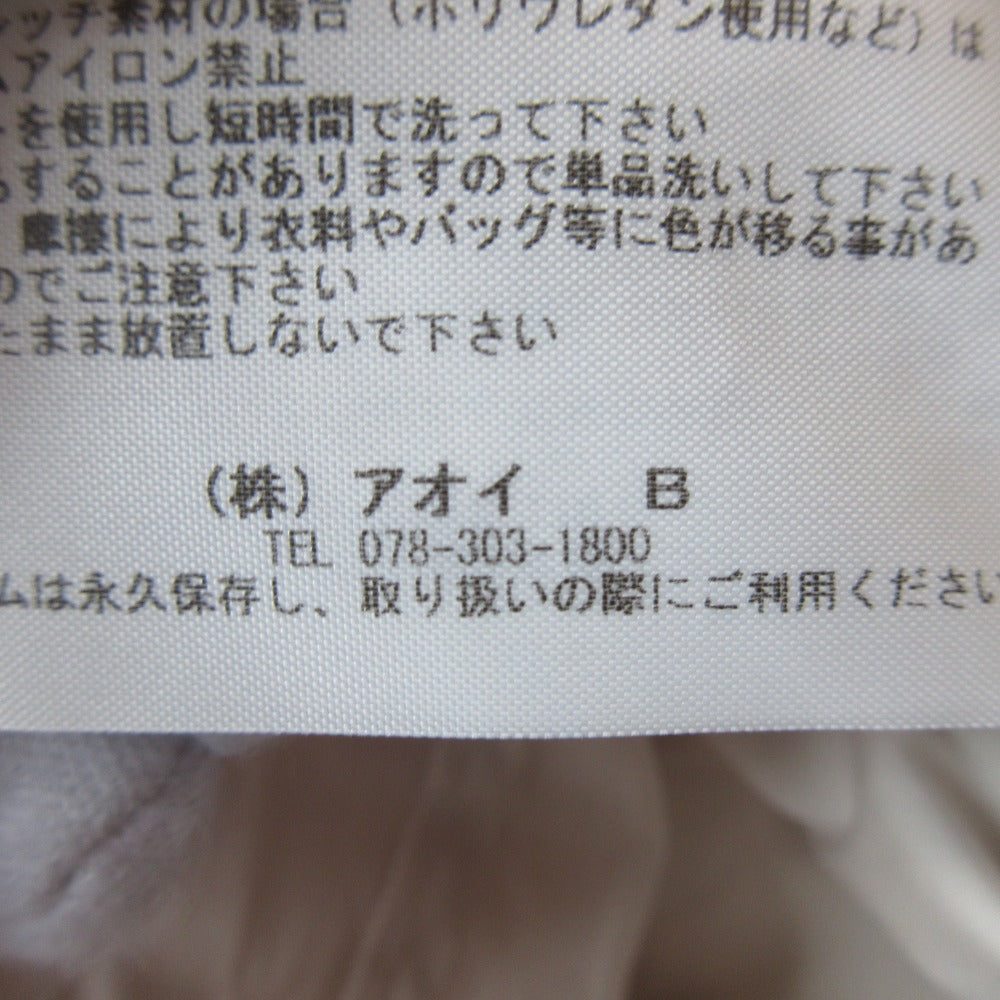 ッチ素材の場合（ポリウレタン使用など）は
アイロン禁止
を使用し短時間で洗って下さい
することがありますので単品洗いして下さい
摩擦により衣料やバッグ等に色が移る事があ
のでご注意下さい
たまま放置しないで下さい
(株) アオイ B
TEL 078-303-1800
ムは永久保存し、取り扱いの際にご利用ください